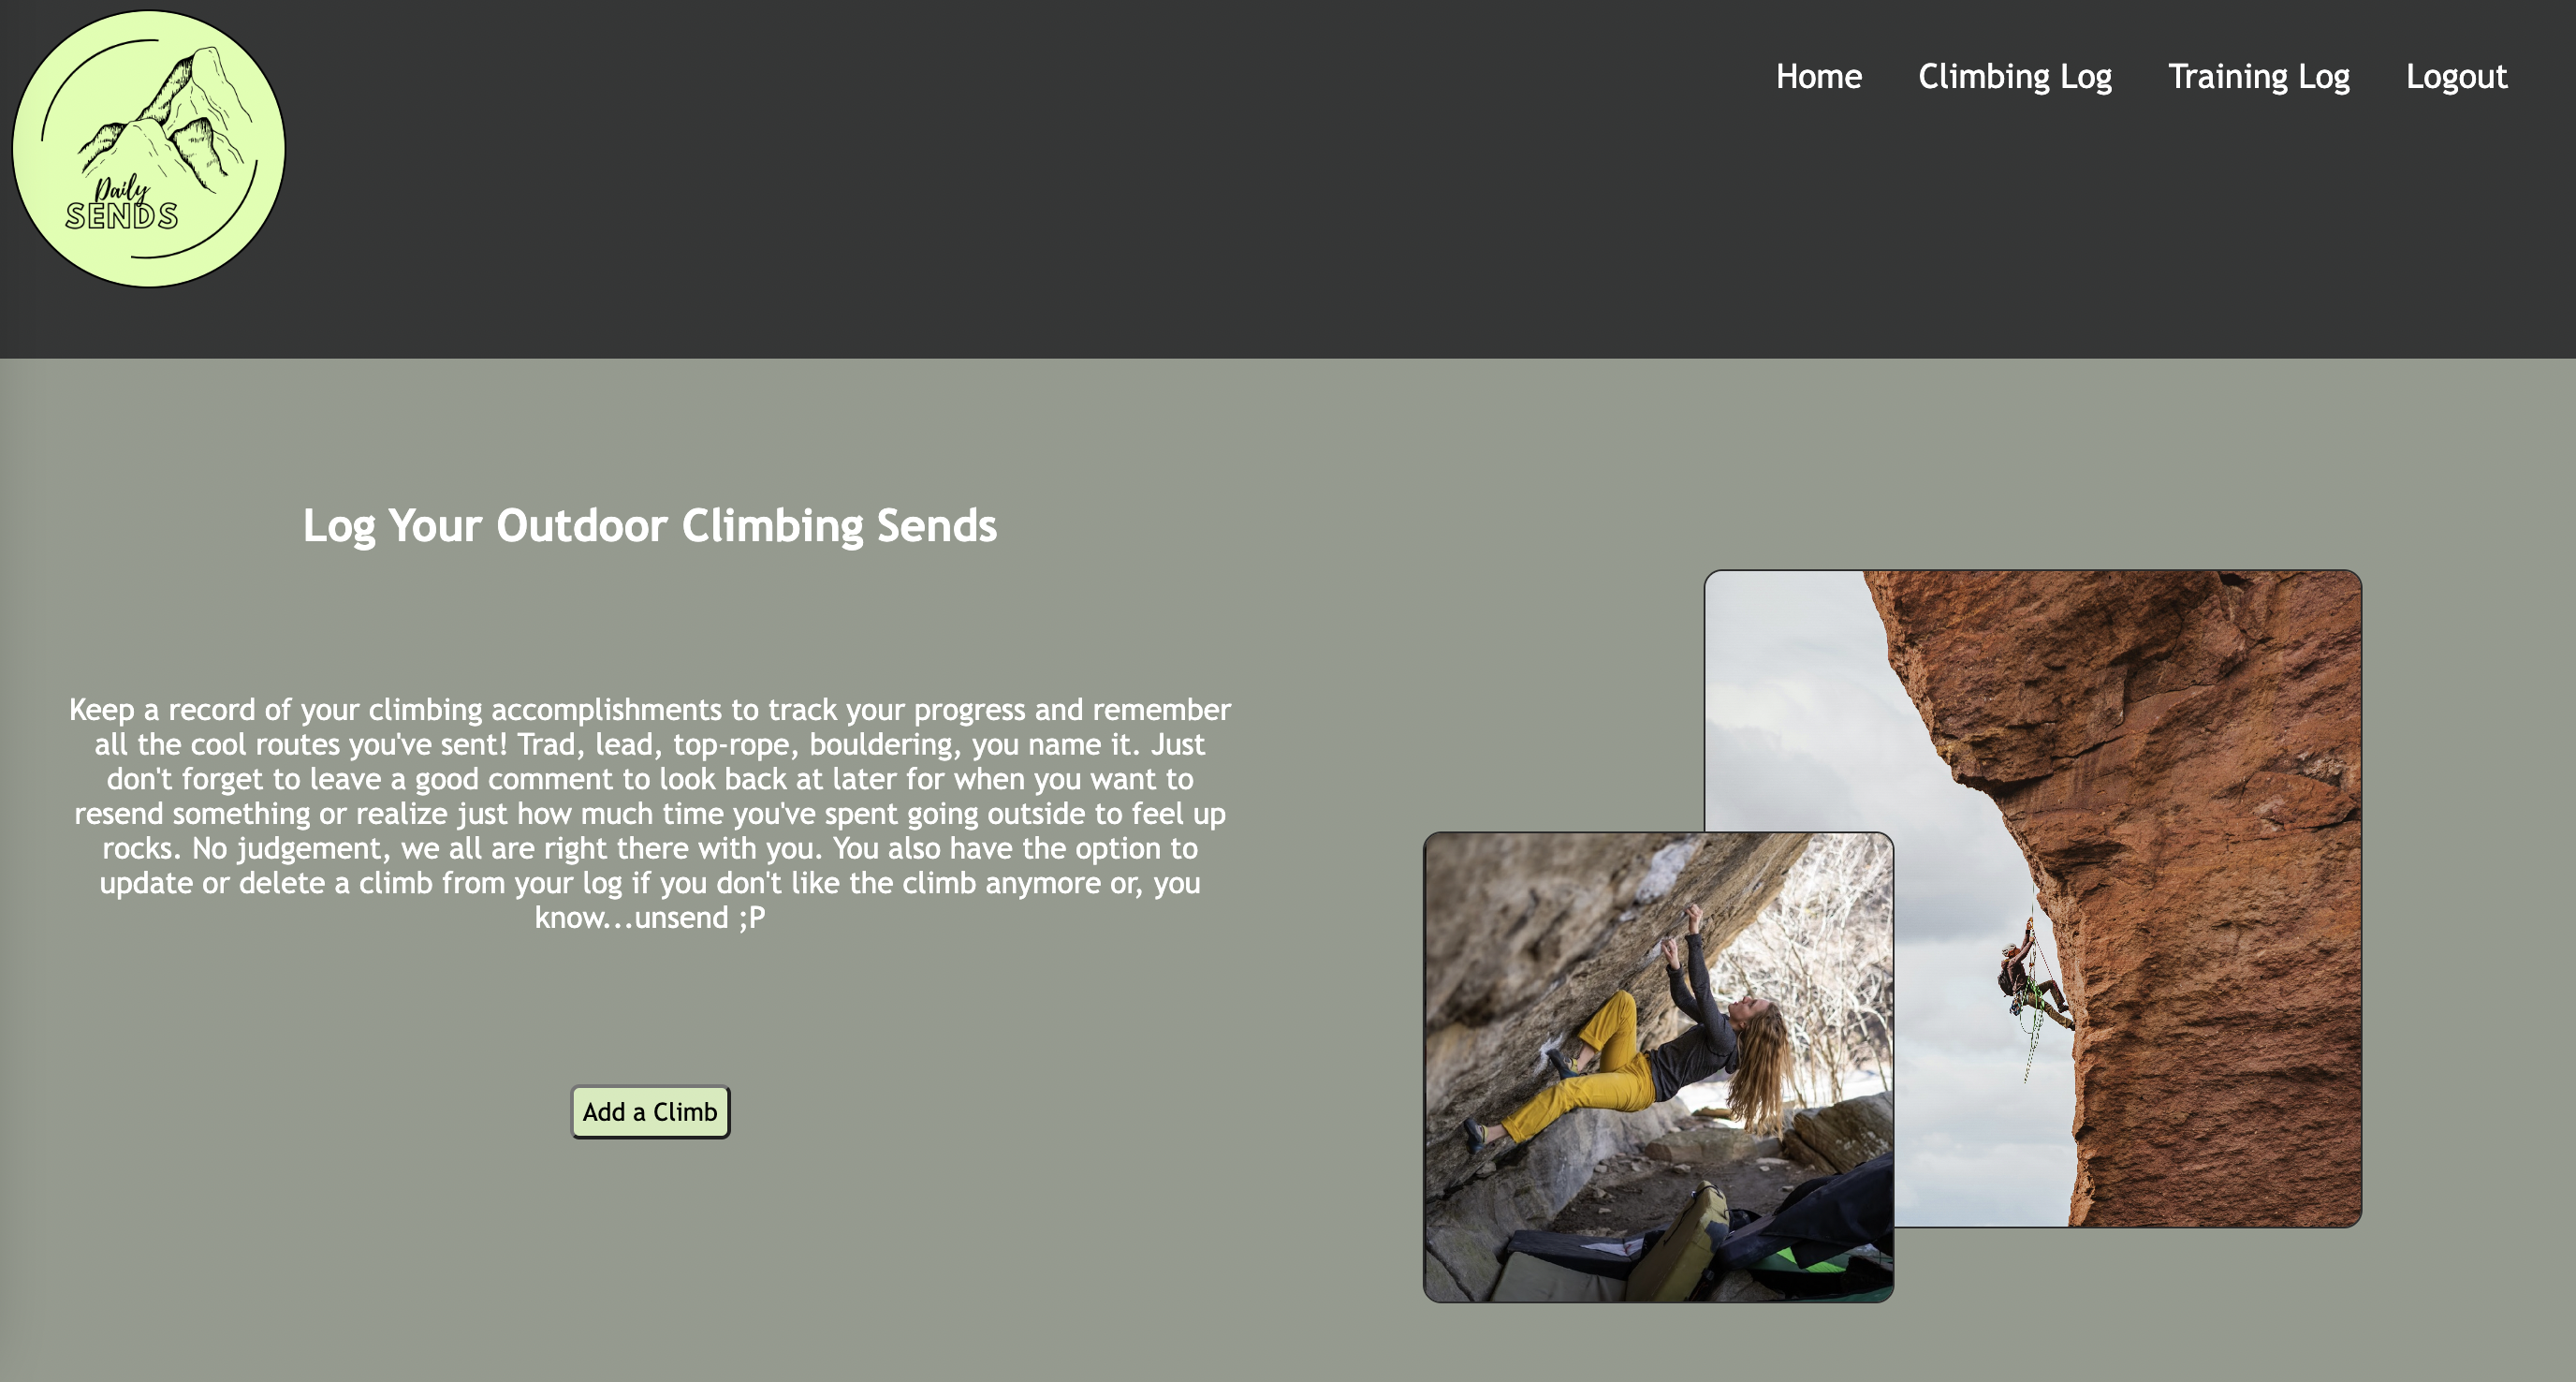 Daily
SENDS
Home Climbing Log Training Log Logout
Log Your Outdoor Climbing Sends
Keep a record of your climbing accomplishments to track your progress and remember
all the cool routes you've sent! Trad, lead, top-rope, bouldering, you name it. Just
don't forget to leave a good comment to look back at later for when you want to
resend something or realize just how much time you've spent going outside to feel up
rocks. No judgement, we all are right there with you. You also have the option to
update or delete a climb from your log if you don't like the climb anymore or, you
know...unsend ;P
Add a Climb